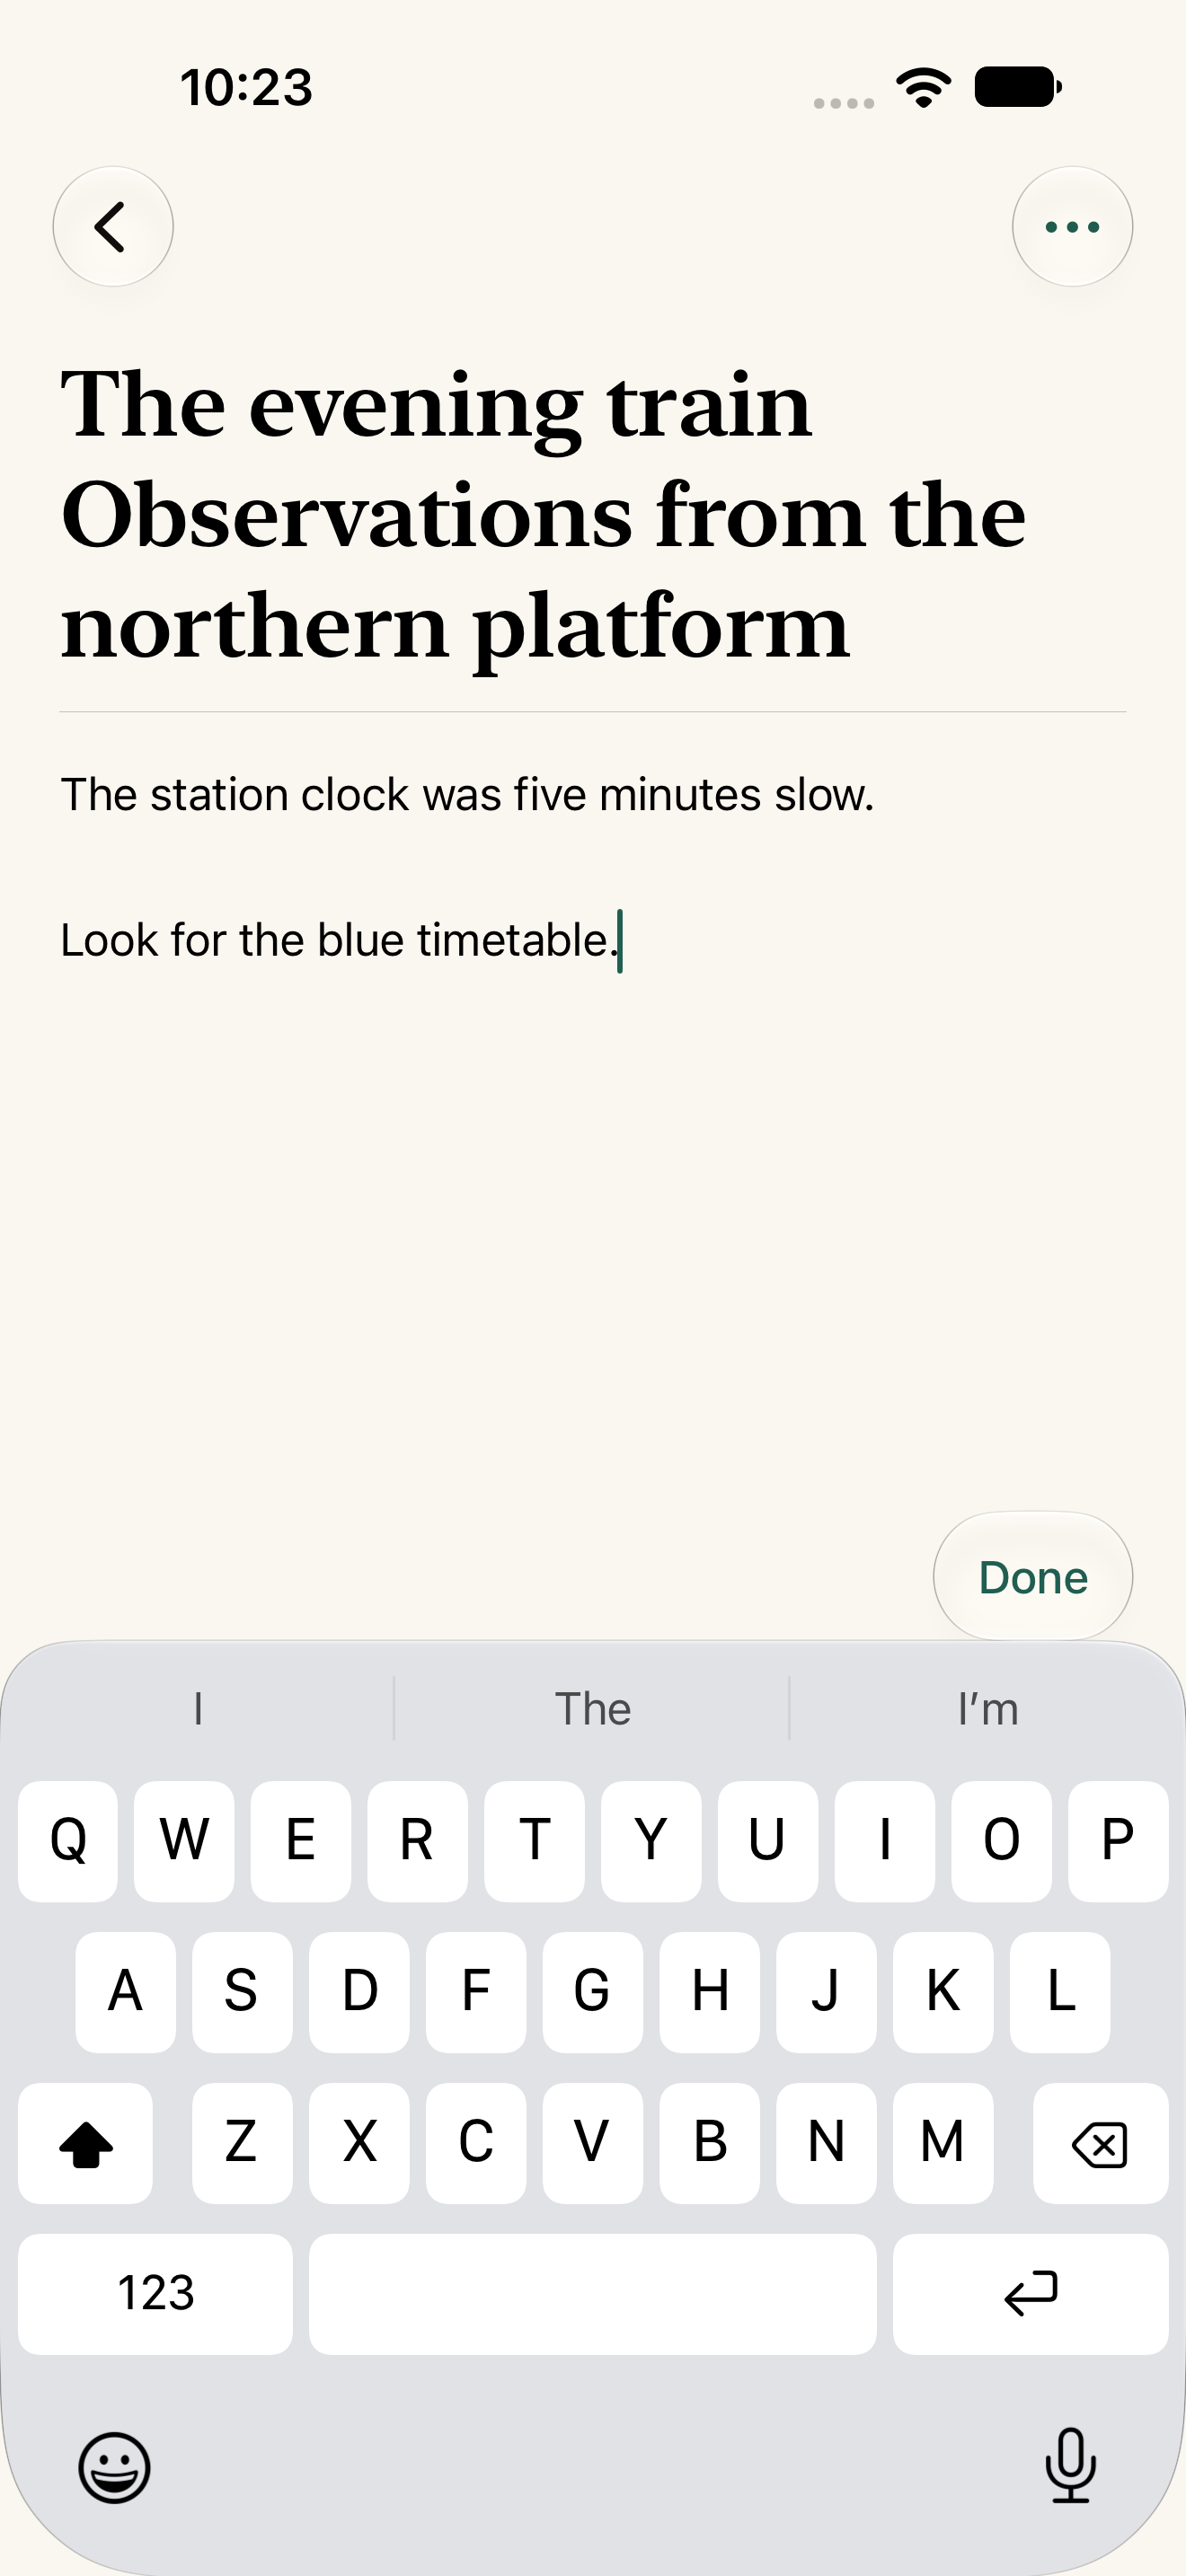 10:23
The evening train
Observations from the
northern platform
The station clock was five minutes slow.
Look for the blue timetable.
Done
I The I’m
Q W E R T Y U I O P
A S D F G H J K L
Z X C V B N M
123